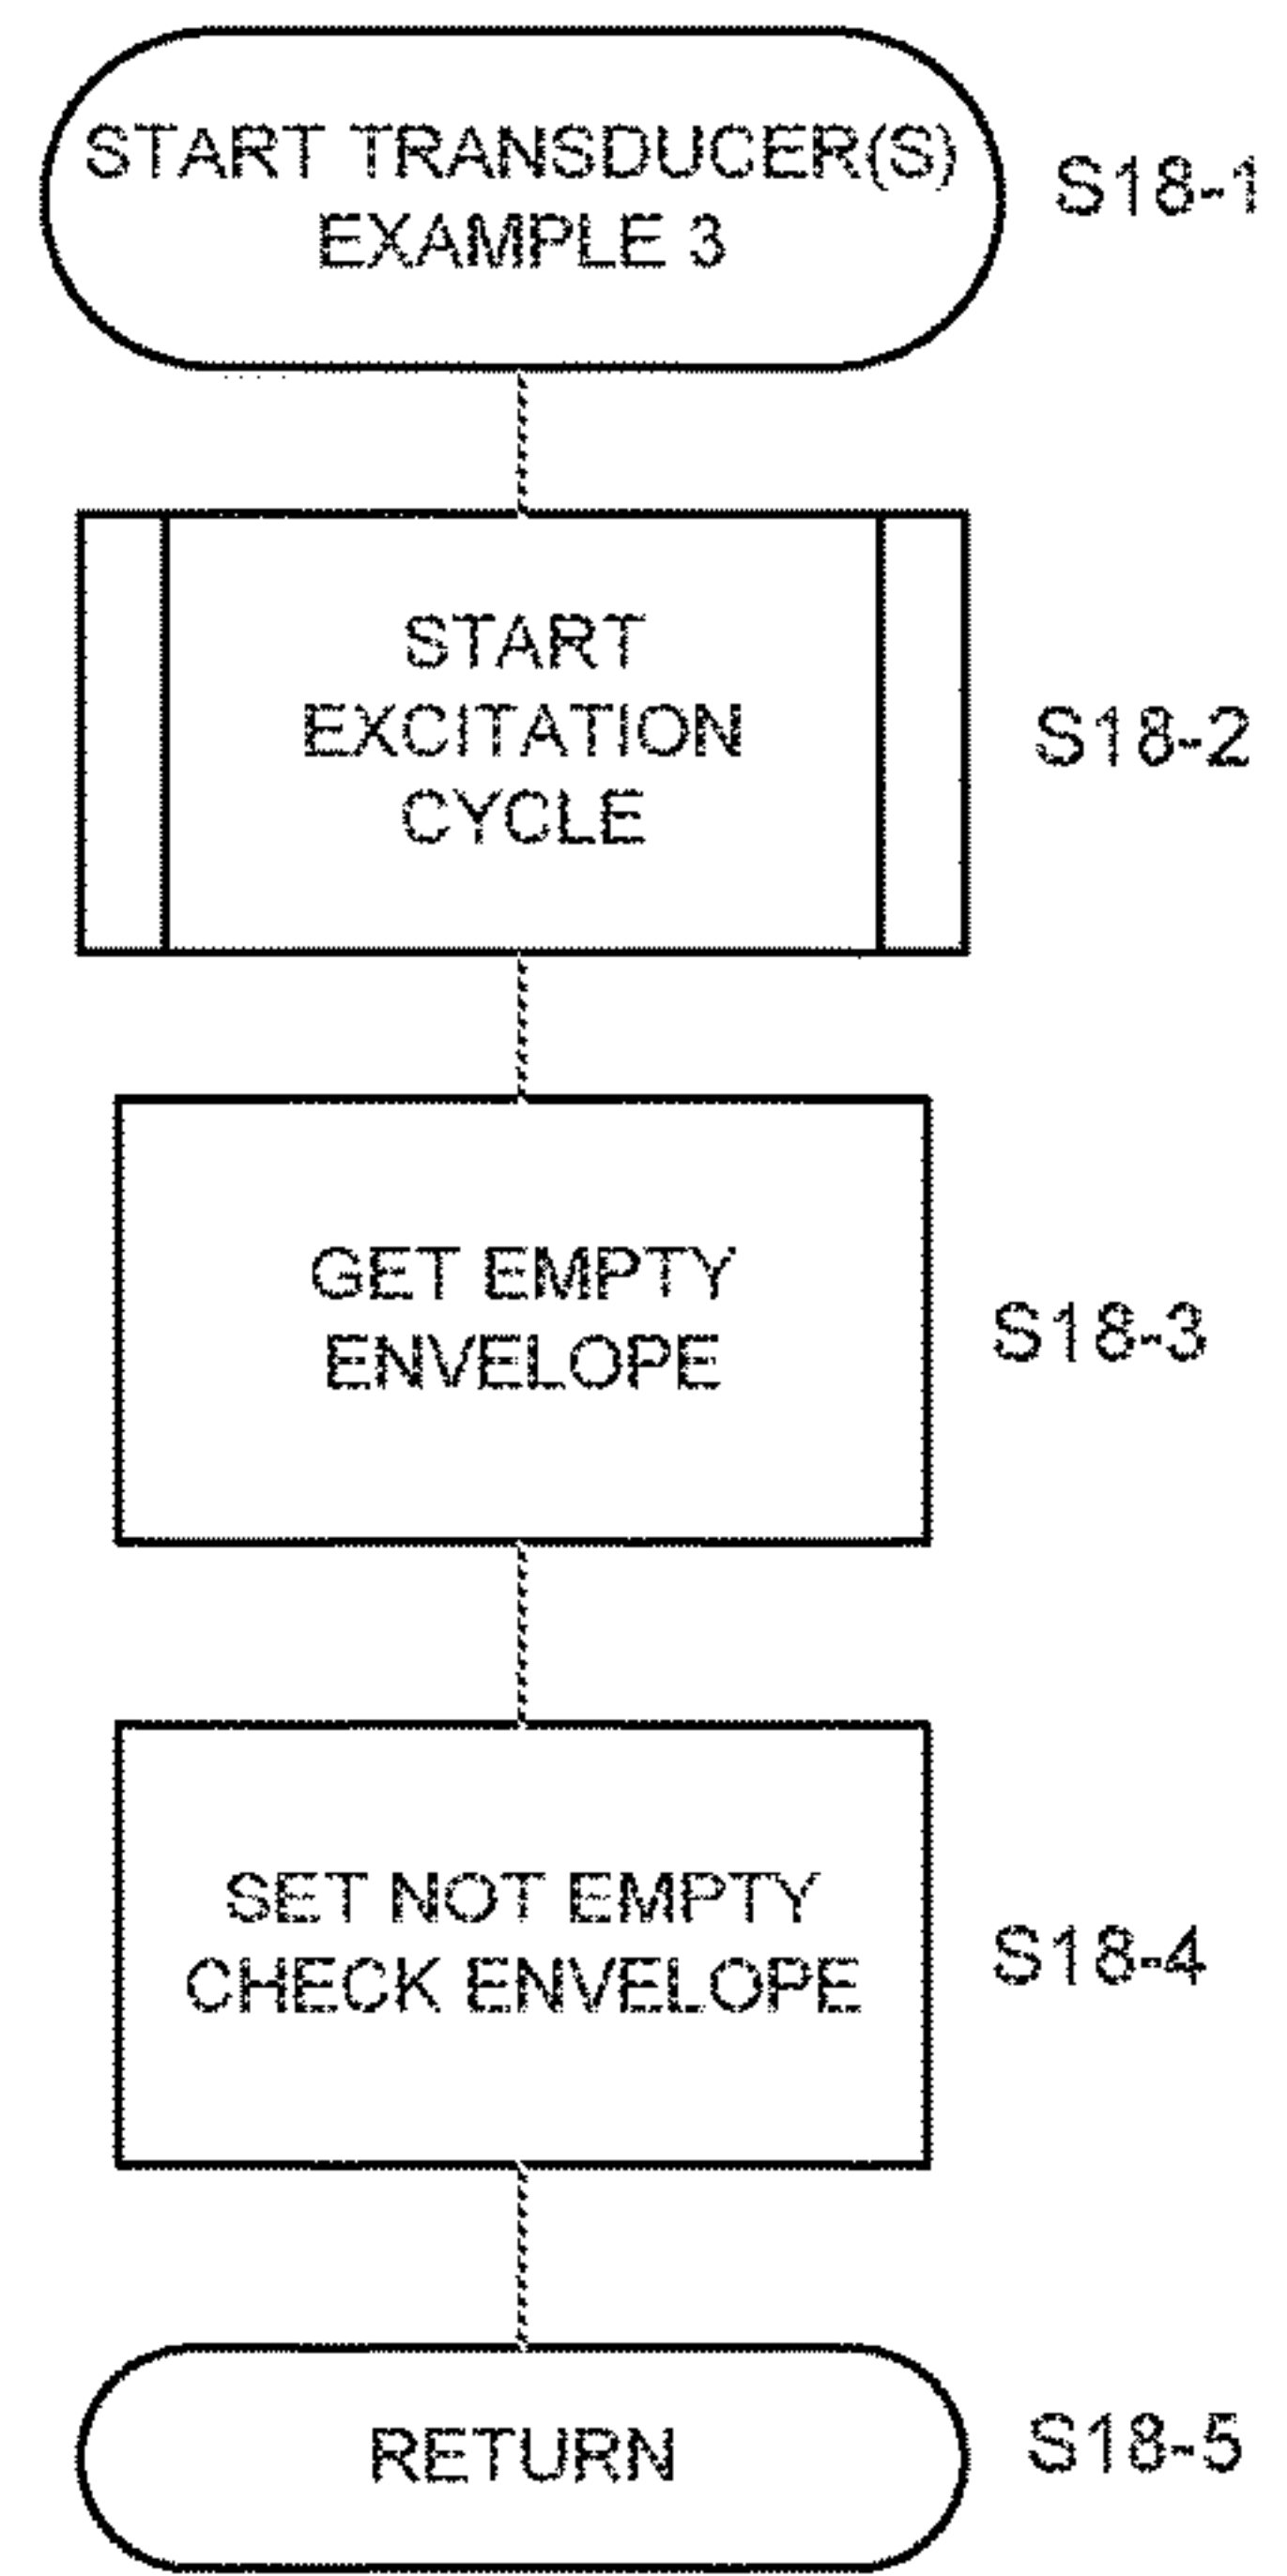 START TRANSDUCER(S)
EXAMPLE 3
S18-1
START
EXCITATION
CYCLE
S18-2
GET EMPTY
ENVELOPE
S18-3
SET NOT EMPTY
CHECK ENVELOPE
S18-4
RETURN
S18-5